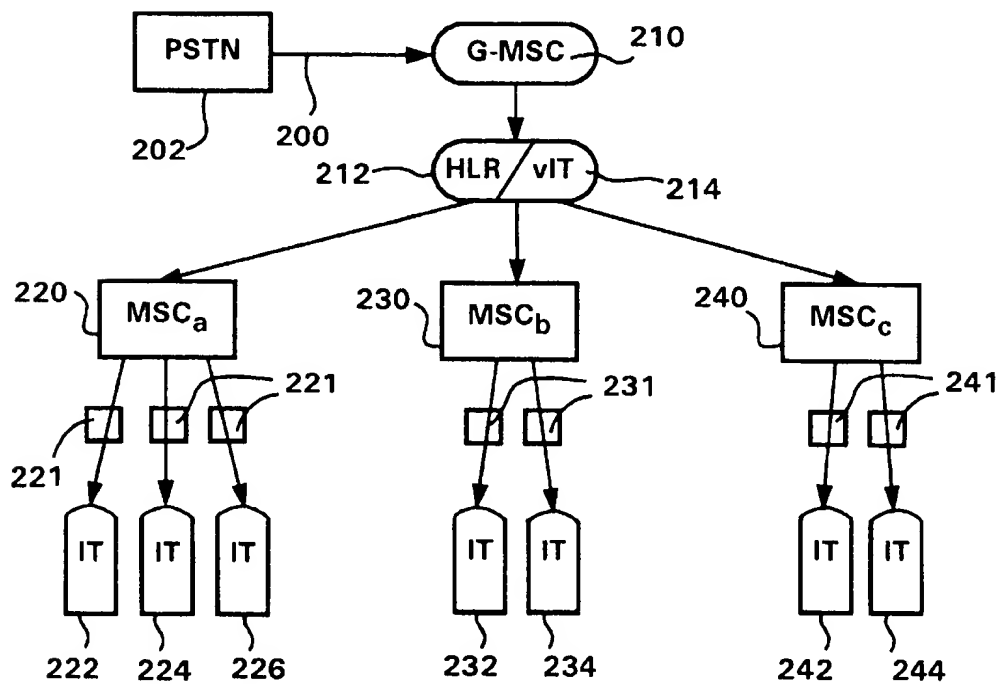 PSTN
G-MSC
210
202
200
212
HLR
vIT
214
220
MSCa
230
MSCb
240
MSCc
221
221
231
241
IT
IT
IT
IT
IT
IT
IT
222
224
226
232
234
242
244